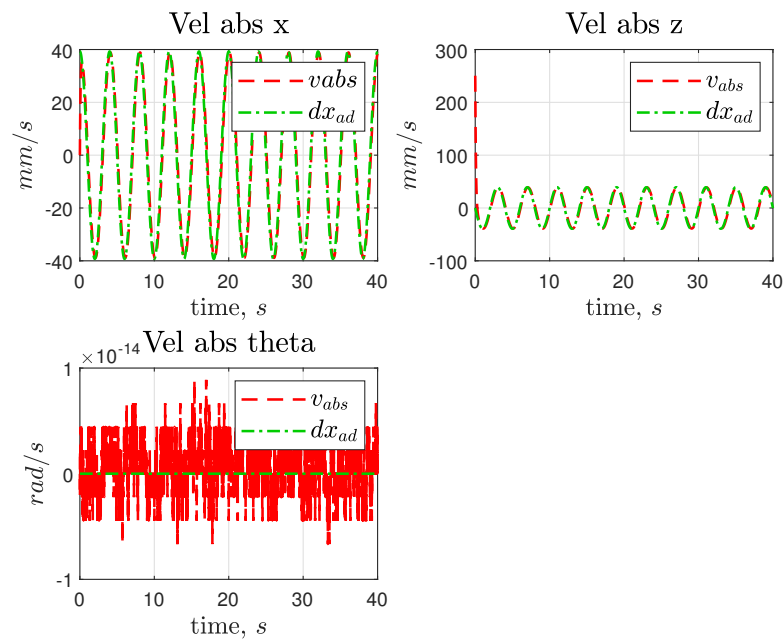 Vel abs x
40
20
0
-20
-40
mm/s
vabs
dx_ad
0 10 20 30 40
time, s
Vel abs z
300
200
100
0
-100
mm/s
v_abs
dx_ad
0 10 20 30 40
time, s
Vel abs theta
×10^-14
1
0
-1
rad/s
v_abs
dx_ad
0 10 20 30 40
time, s